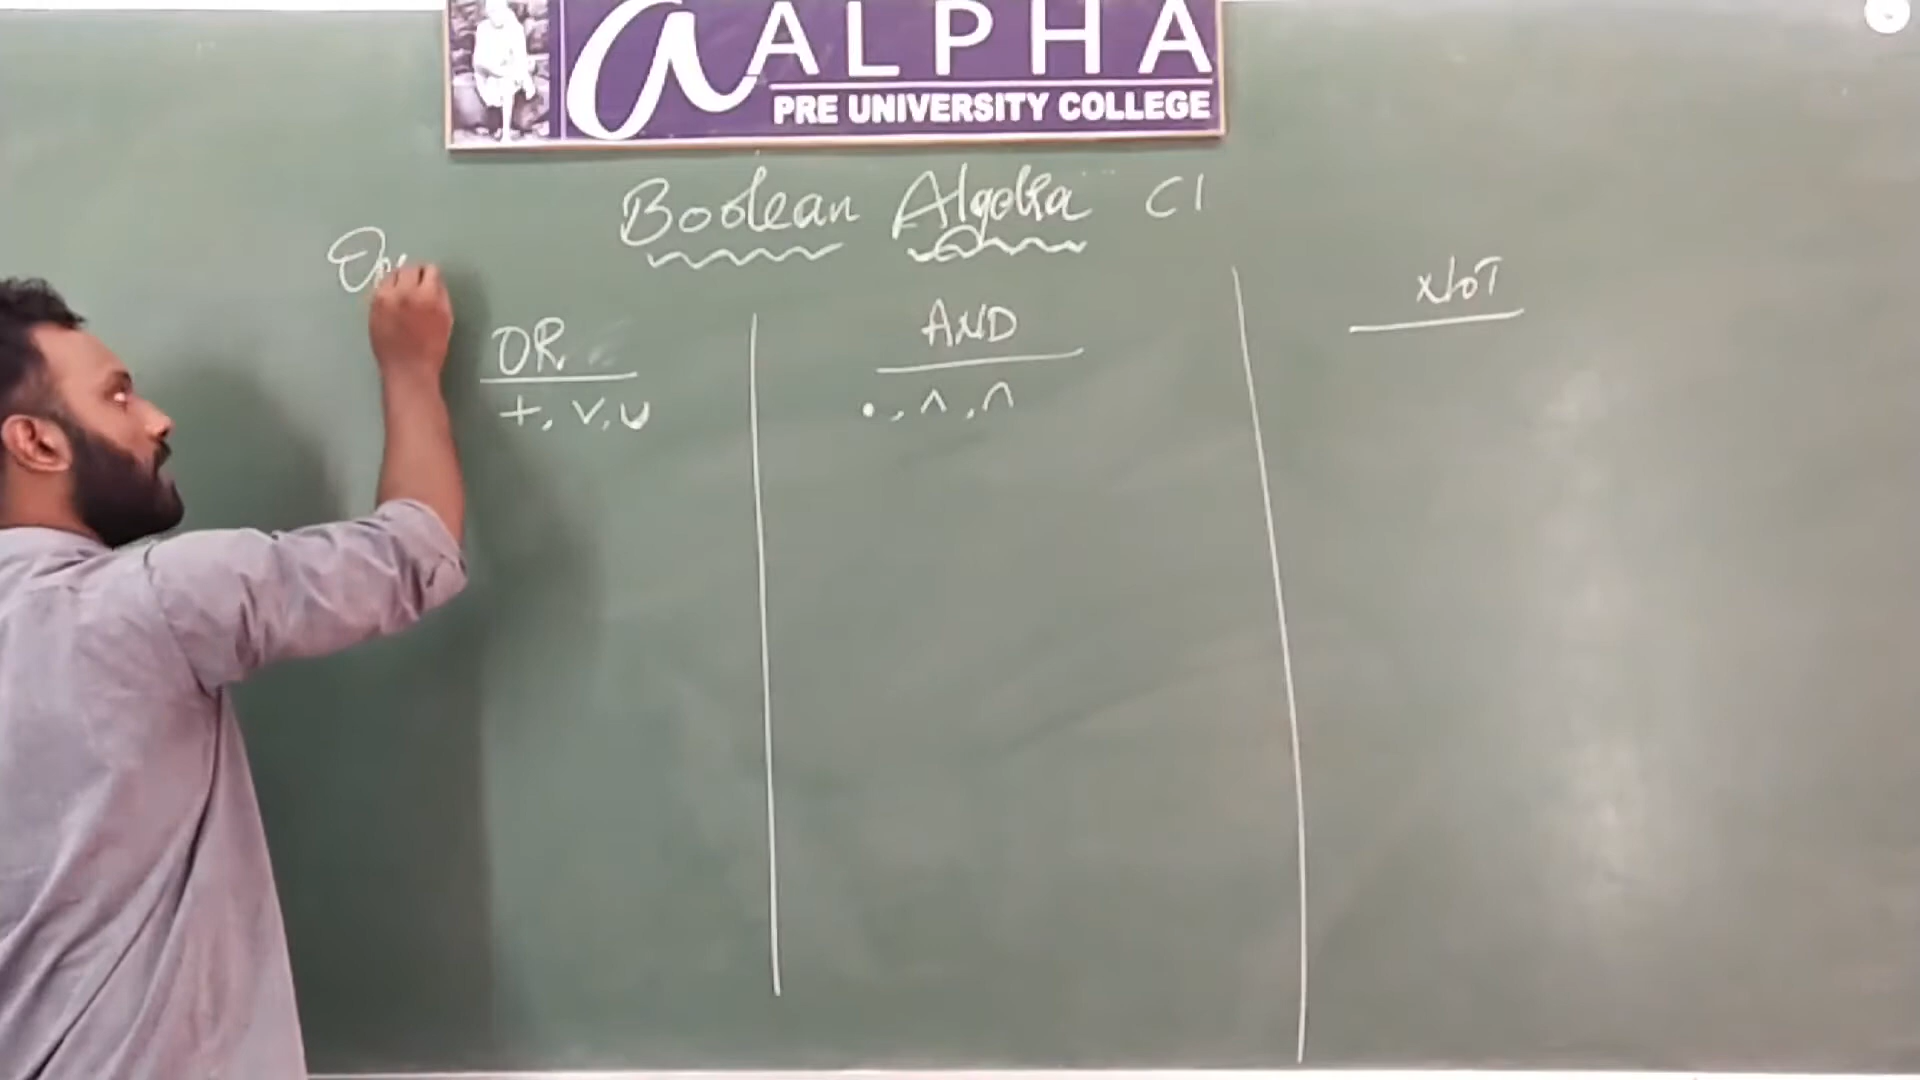 a ALPHA
PRE UNIVERSITY COLLEGE
Boolean Algebra C1
OR
+, ∨, ∪
AND
•, ∧, ∩
NOT